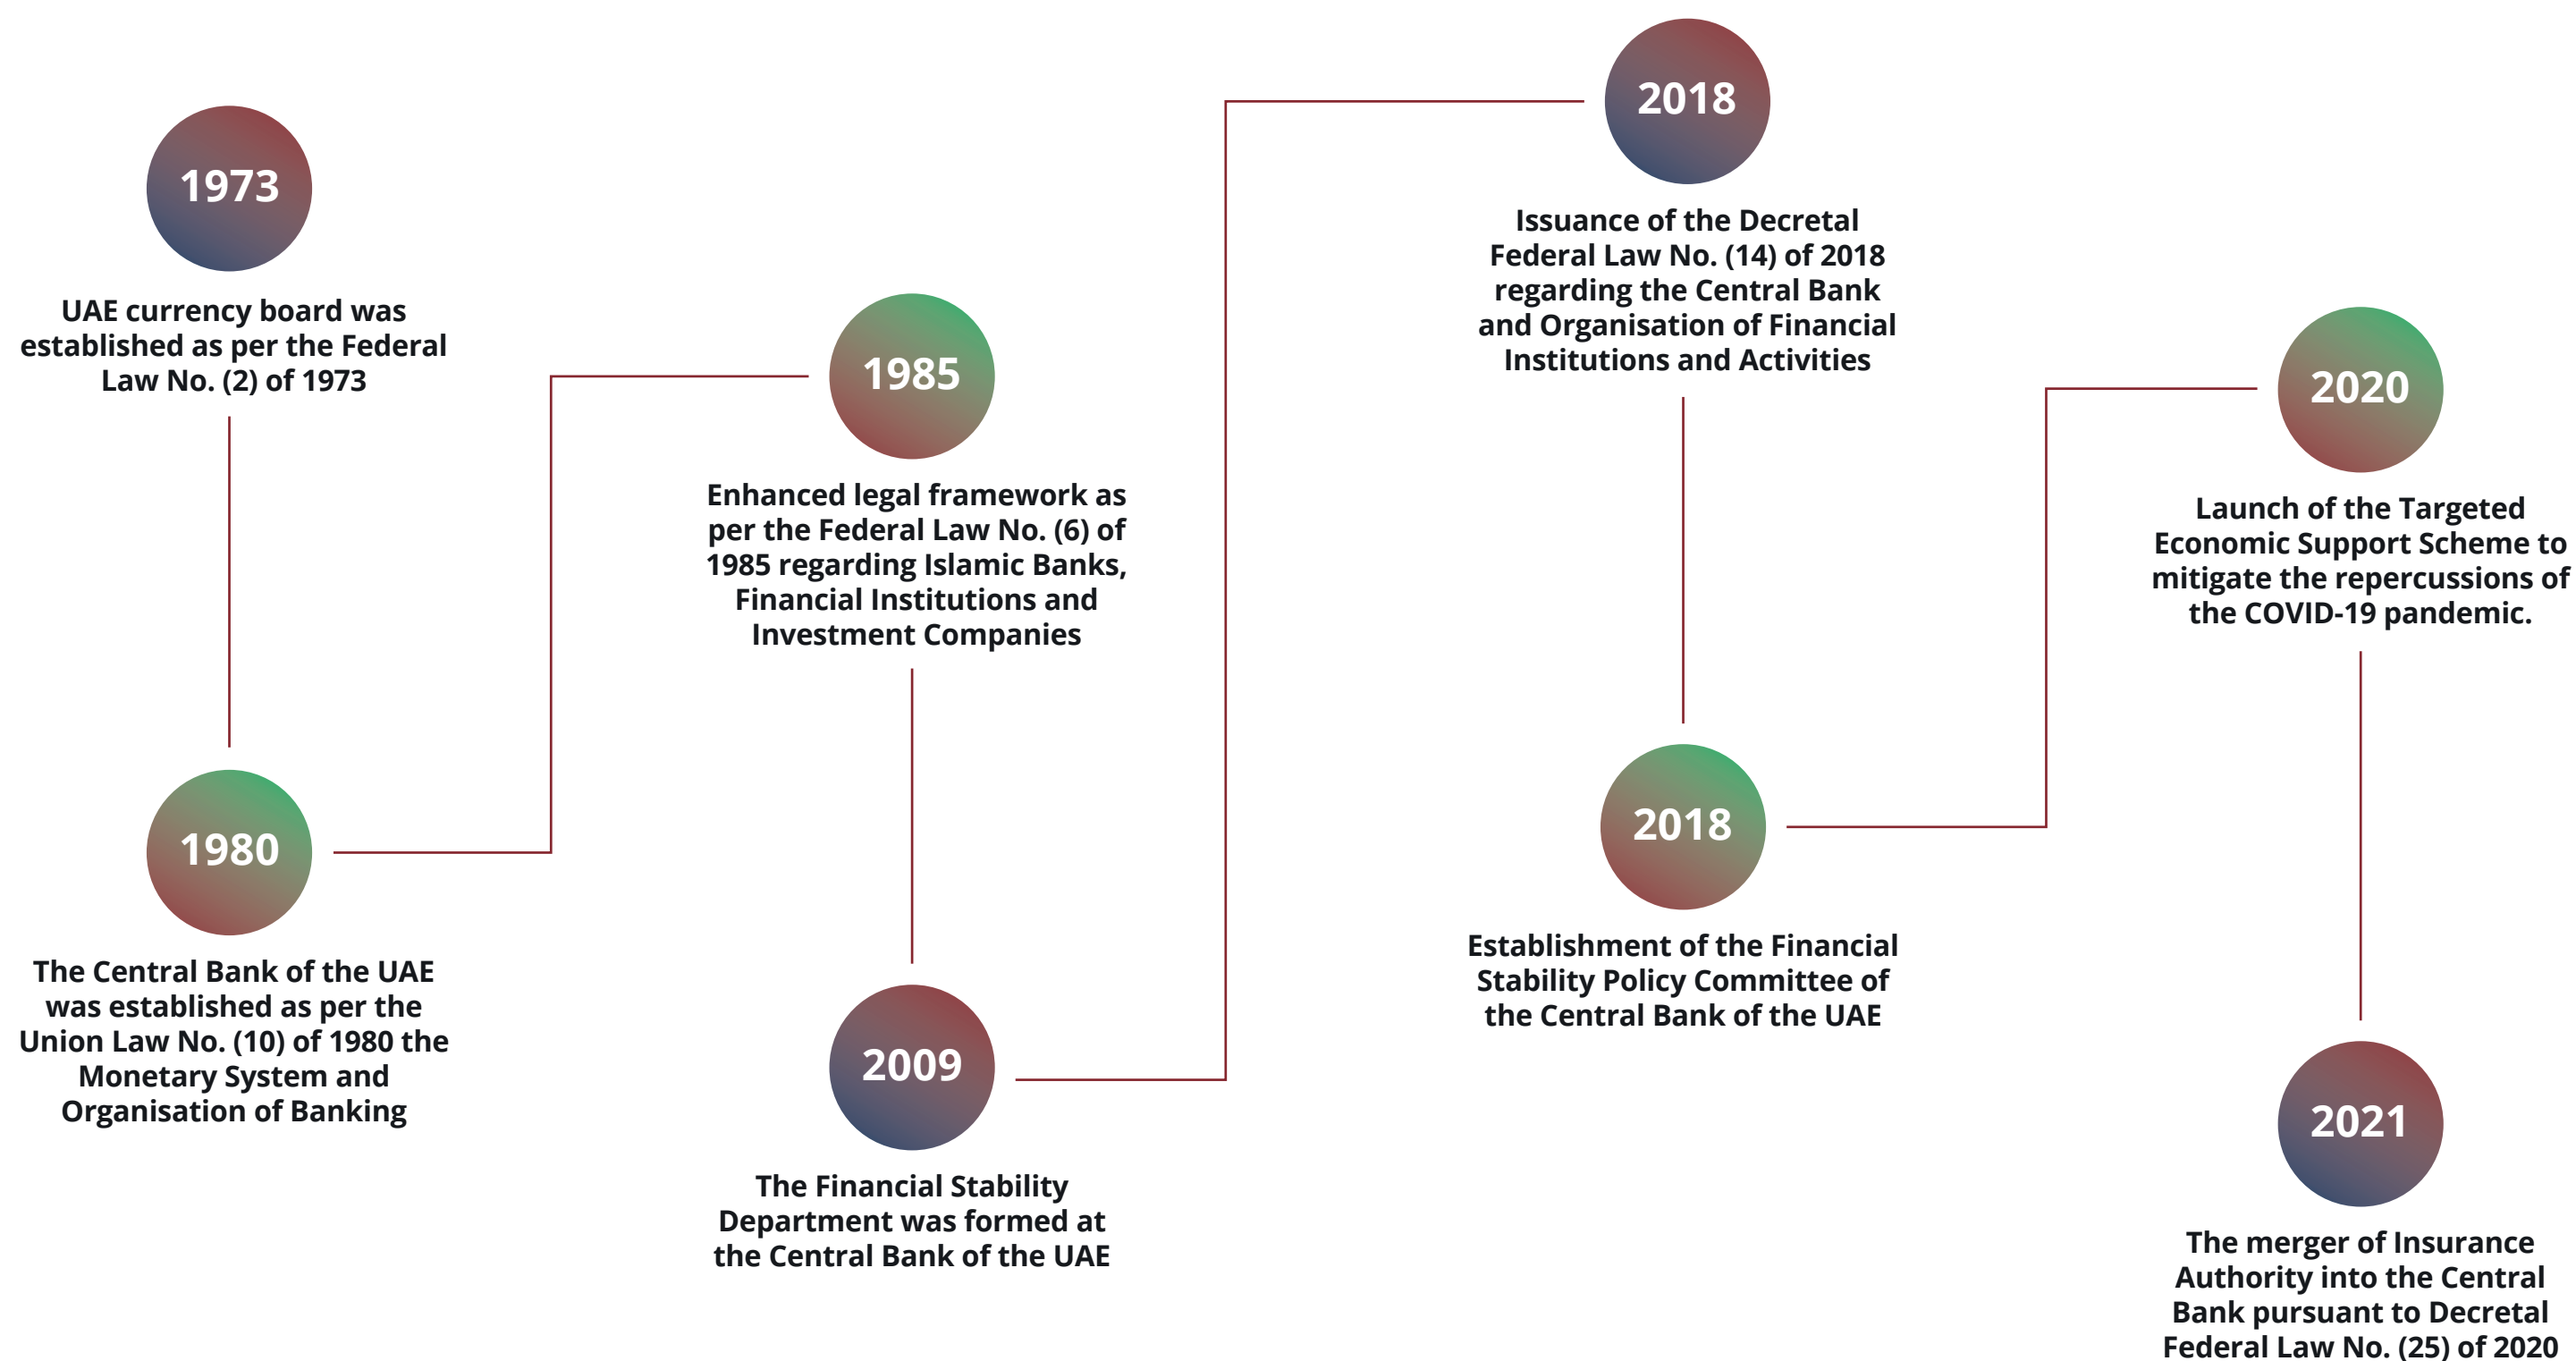 1973
UAE currency board was
established as per the Federal
Law No. (2) of 1973
1980
The Central Bank of the UAE
was established as per the
Union Law No. (10) of 1980 the
Monetary System and
Organisation of Banking
1985
Enhanced legal framework as
per the Federal Law No. (6) of
1985 regarding Islamic Banks,
Financial Institutions and
Investment Companies
2009
The Financial Stability
Department was formed at
the Central Bank of the UAE
2018
Issuance of the Decretal
Federal Law No. (14) of 2018
regarding the Central Bank
and Organisation of Financial
Institutions and Activities
2018
Establishment of the Financial
Stability Policy Committee of
the Central Bank of the UAE
2020
Launch of the Targeted
Economic Support Scheme to
mitigate the repercussions of
the COVID-19 pandemic.
2021
The merger of Insurance
Authority into the Central
Bank pursuant to Decretal
Federal Law No. (25) of 2020